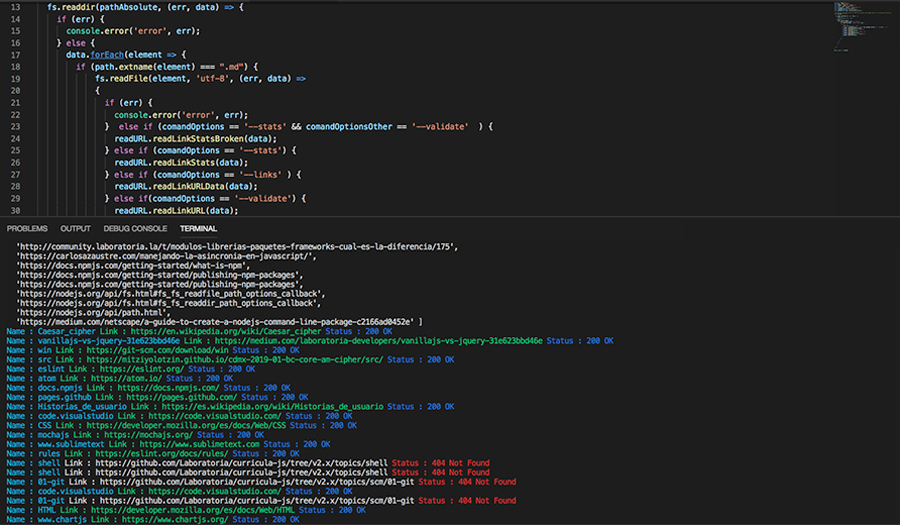 13 fs.readdir(pathAbsolute, (err, data) => {
14 if (err) {
15 console.error('error', err);
16 } else {
17 data.forEach(element => {
18 if (path.extname(element) === ".md") {
19 fs.readFile(element, 'utf-8', (err, data) =>
20 {
21 if (err) {
22 console.error('error', err);
23 } else if (comandOptions == '--stats' && comandOptionsOther == '--validate' ) {
24 readURL.readLinkStatsBroken(data);
25 } else if (comandOptions == '--stats') {
26 readURL.readLinkStats(data);
27 } else if (comandOptions == '--links' ) {
28 readURL.readLinkURLData(data);
29 } else if(comandOptions == '--validate') {
30 readURL.readLinkURL(data);
PROBLEMS OUTPUT DEBUG CONSOLE TERMINAL
'http://community.laboratoria.la/t/modulos-librerias-paquetes-frameworks-cual-es-la-diferencia/175',
'https://carlosazaustre.com/manejando-la-asincronia-en-javascript/',
'https://docs.npmjs.com/getting-started/what-is-npm',
'https://docs.npmjs.com/getting-started/publishing-npm-packages',
'https://docs.npmjs.com/getting-started/publishing-npm-packages',
'https://nodejs.org/api/fs.html#fs_fs_readfile_path_options_callback',
'https://nodejs.org/api/fs.html#fs_fs_readdir_path_options_callback',
'https://nodejs.org/api/path.html',
'https://medium.com/netscape/a-guide-to-create-a-nodejs-command-line-package-c2166ad0452e' ]
Name : Caesar_cipher Link : https://en.wikipedia.org/wiki/Caesar_cipher Status : 200 OK
Name : vanillajs-vs-jquery-31e623bbd46e Link : https://medium.com/laboratoria-developers/vanillajs-vs-jquery-31e623bbd46e Status : 200 OK
Name : win Link : https://git-scm.com/download/win Status : 200 OK
Name : src Link : https://mitziyolotzin.github.io/cdmx-2019-01-bc-core-am-cipher/src/ Status : 200 OK
Name : eslint Link : https://eslint.org/ Status : 200 OK
Name : atom Link : https://atom.io/ Status : 200 OK
Name : docs.npmjs Link : https://docs.npmjs.com/ Status : 200 OK
Name : pages.github Link : https://pages.github.com/ Status : 200 OK
Name : Historias_de_usuario Link : https://es.wikipedia.org/wiki/Historias_de_usuario Status : 200 OK
Name : code.visualstudio Link : https://code.visualstudio.com/ Status : 200 OK
Name : CSS Link : https://developer.mozilla.org/es/docs/Web/CSS Status : 200 OK
Name : mochajs Link : https://mochajs.org/ Status : 200 OK
Name : www.sublimetext Link : https://www.sublimetext.com Status : 200 OK
Name : rules Link : https://eslint.org/docs/rules/ Status : 200 OK
Name : shell Link : https://github.com/Laboratoria/curricula-js/tree/v2.x/topics/shell Status : 404 Not Found
Name : shell Link : https://github.com/Laboratoria/curricula-js/tree/v2.x/topics/shell Status : 404 Not Found
Name : 01-git Link : https://github.com/Laboratoria/curricula-js/tree/v2.x/topics/scm/01-git Status : 404 Not Found
Name : code.visualstudio Link : https://code.visualstudio.com/ Status : 200 OK
Name : 01-git Link : https://github.com/Laboratoria/curricula-js/tree/v2.x/topics/scm/01-git Status : 404 Not Found
Name : HTML Link : https://developer.mozilla.org/es/docs/Web/HTML Status : 200 OK
Name : www.chartjs Link : https://www.chartjs.org/ Status : 200 OK